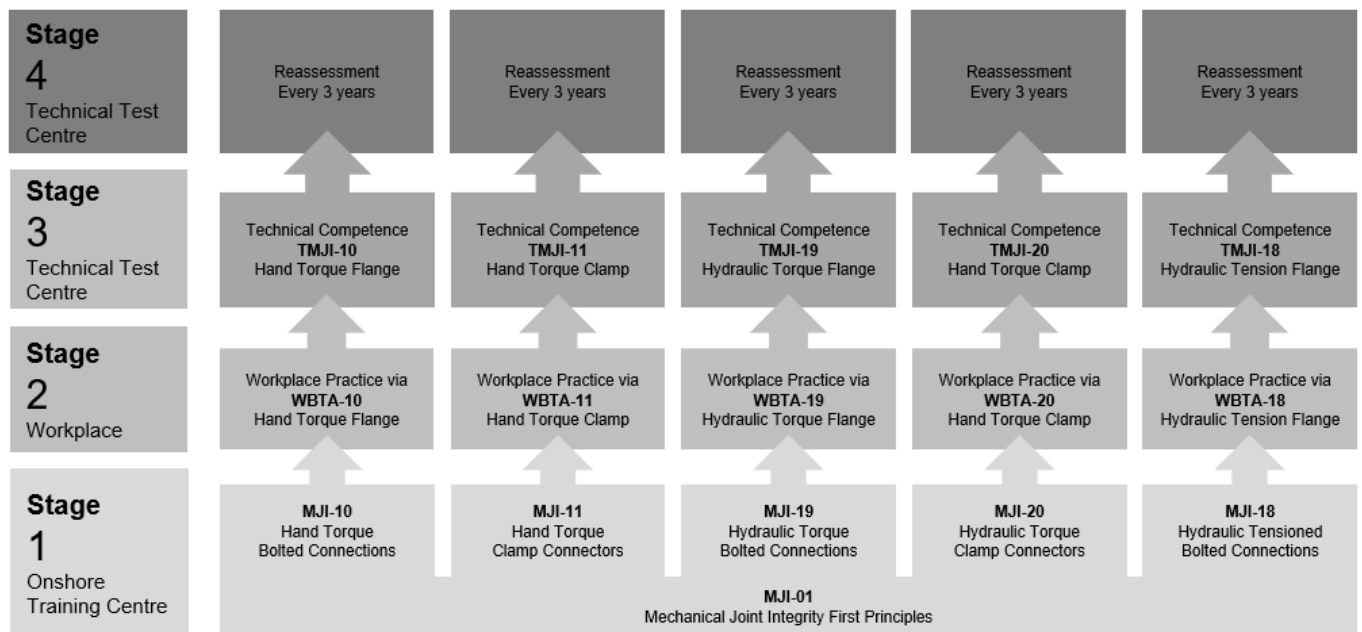 Stage
4
Technical Test
Centre
Reassessment
Every 3 years
Reassessment
Every 3 years
Reassessment
Every 3 years
Reassessment
Every 3 years
Reassessment
Every 3 years
Stage
3
Technical Test
Centre
Technical Competence
TMJI-10
Hand Torque Flange
Technical Competence
TMJI-11
Hand Torque Clamp
Technical Competence
TMJI-19
Hydraulic Torque Flange
Technical Competence
TMJI-20
Hand Torque Clamp
Technical Competence
TMJI-18
Hydraulic Tension Flange
Stage
2
Workplace
Workplace Practice via
WBTA-10
Hand Torque Flange
Workplace Practice via
WBTA-11
Hand Torque Clamp
Workplace Practice via
WBTA-19
Hydraulic Torque Flange
Workplace Practice via
WBTA-20
Hand Torque Clamp
Workplace Practice via
WBTA-18
Hydraulic Tension Flange
Stage
1
Onshore
Training Centre
MJI-10
Hand Torque
Bolted Connections
MJI-11
Hand Torque
Clamp Connectors
MJI-19
Hydraulic Torque
Bolted Connections
MJI-20
Hydraulic Torque
Clamp Connectors
MJI-18
Hydraulic Tensioned
Bolted Connections
MJI-01
Mechanical Joint Integrity First Principles